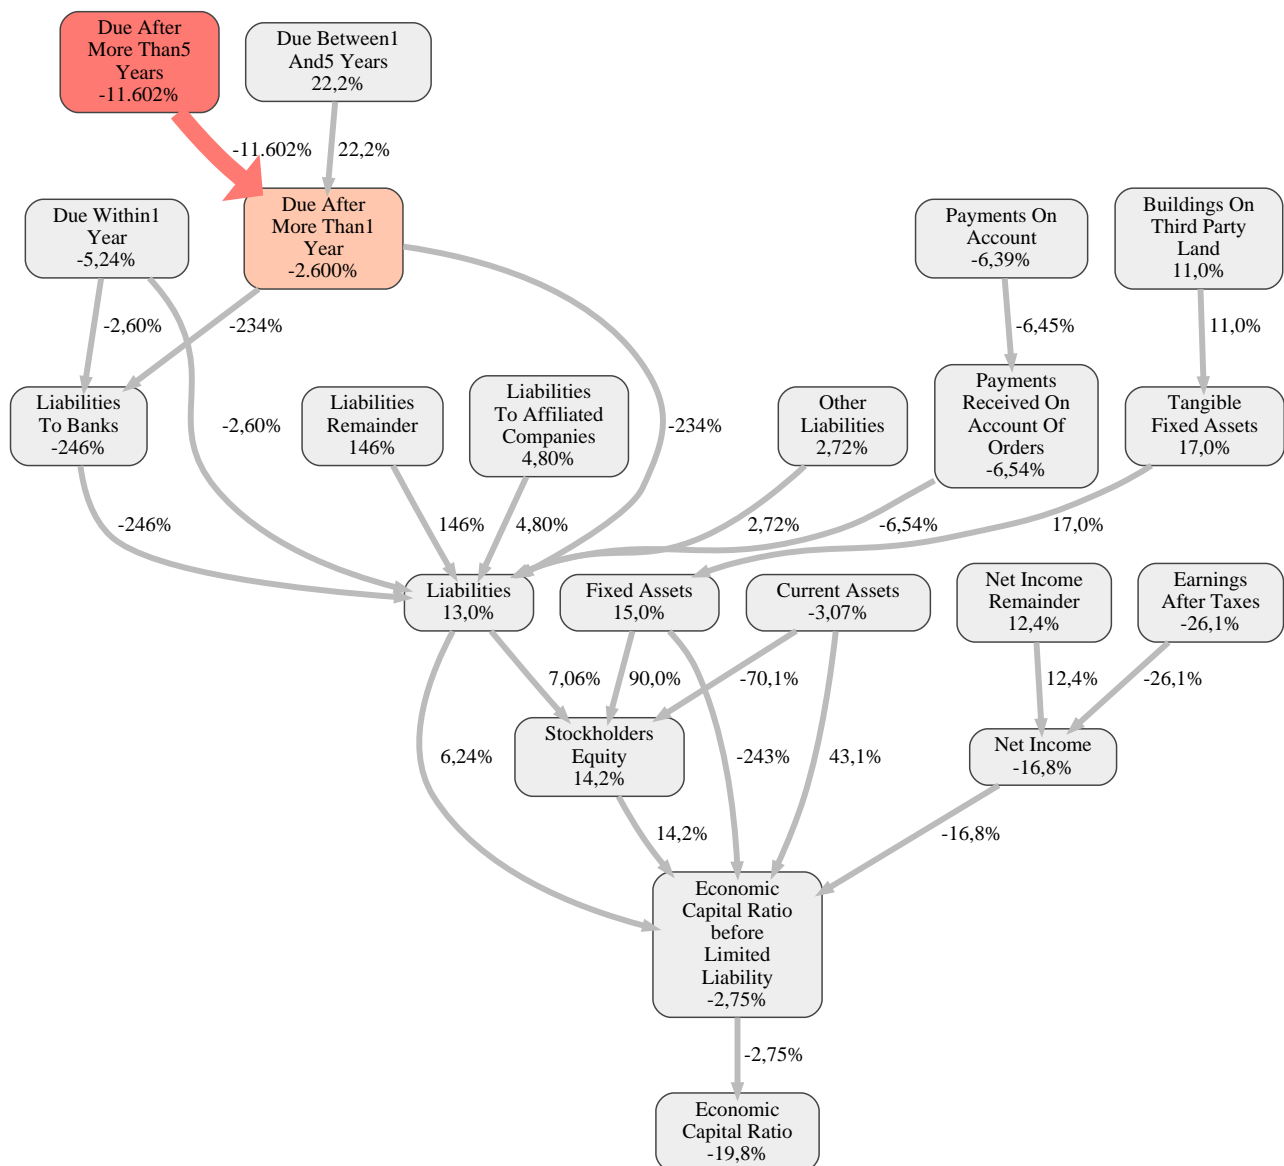 Due After
More Than5
Years
-11.602%
Due Between1
And5 Years
22,2%
-11.602%
22,2%
Due Within1
Year
-5,24%
Due After
More Than1
Year
-2.600%
Payments On
Account
-6,39%
Buildings On
Third Party
Land
11,0%
-2,60%
-234%
-6,45%
11,0%
Liabilities
To Banks
-246%
Liabilities
Remainder
146%
Liabilities
To Affiliated
Companies
4,80%
Other
Liabilities
2,72%
Payments
Received On
Account Of
Orders
-6,54%
Tangible
Fixed Assets
17,0%
-2,60%
-234%
-246%
146%
4,80%
2,72%
-6,54%
17,0%
Liabilities
13,0%
Fixed Assets
15,0%
Current Assets
-3,07%
Net Income
Remainder
12,4%
Earnings
After Taxes
-26,1%
7,06%
90,0%
-70,1%
12,4%
-26,1%
Stockholders
Equity
14,2%
Net Income
-16,8%
6,24%
-243%
43,1%
14,2%
-16,8%
Economic
Capital Ratio
before
Limited
Liability
-2,75%
-2,75%
Economic
Capital Ratio
-19,8%